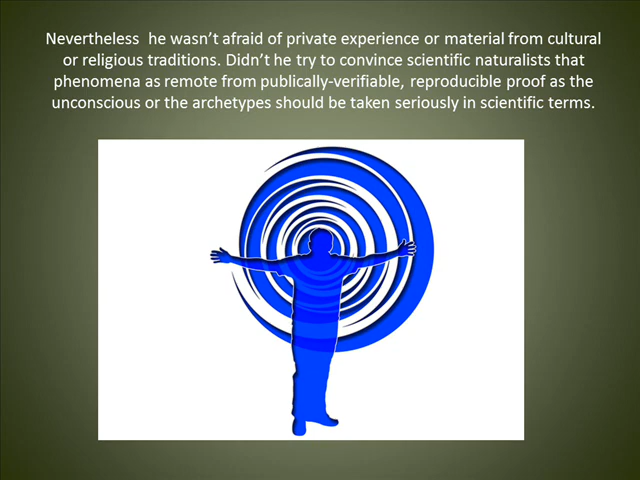 Nevertheless  he wasn't afraid of private experience or material from cultural
or religious traditions. Didn't he try to convince scientific naturalists that
phenomena as remote from publically-verifiable, reproducible proof as the
unconscious or the archetypes should be taken seriously in scientific terms.